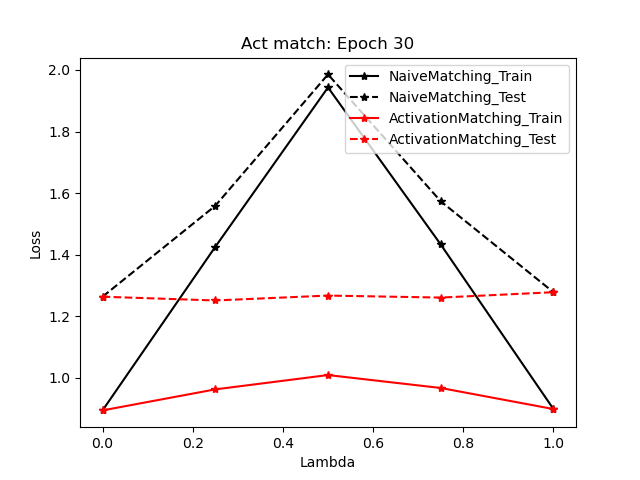 Act match: Epoch 30
NaiveMatching_Train
NaiveMatching_Test
ActivationMatching_Train
ActivationMatching_Test
2.0
1.8
1.6
1.4
1.2
1.0
Loss
0.0 0.2 0.4 0.6 0.8 1.0
Lambda